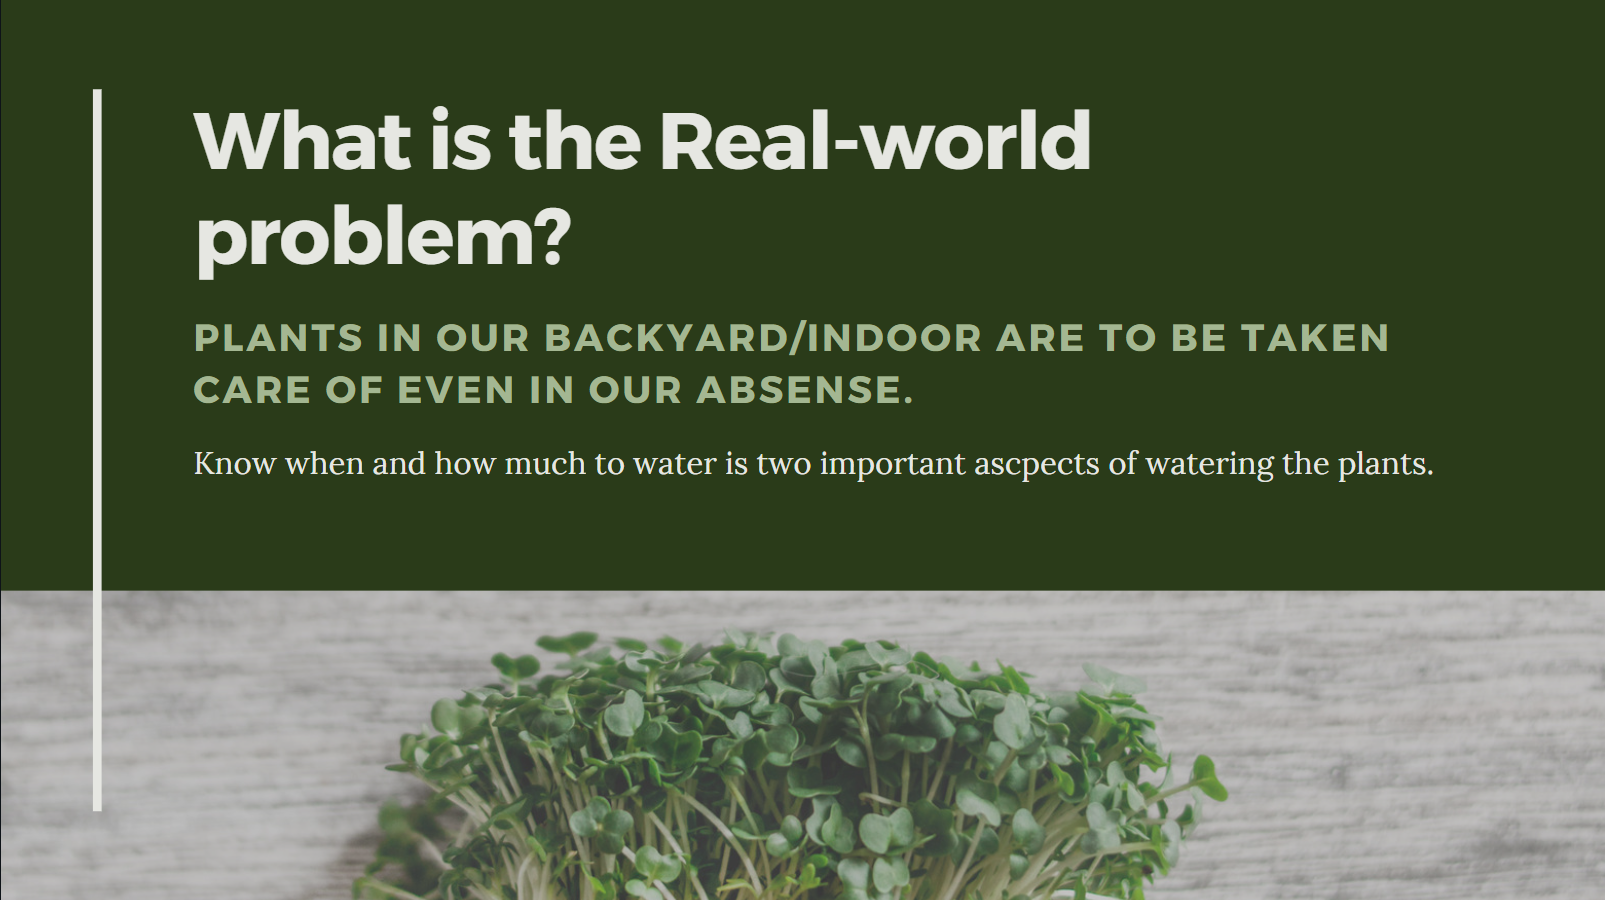 What is the Real-world
problem?
PLANTS IN OUR BACKYARD/INDOOR ARE TO BE TAKEN
CARE OF EVEN IN OUR ABSENSE.
Know when and how much to water is two important ascpects of watering the plants.